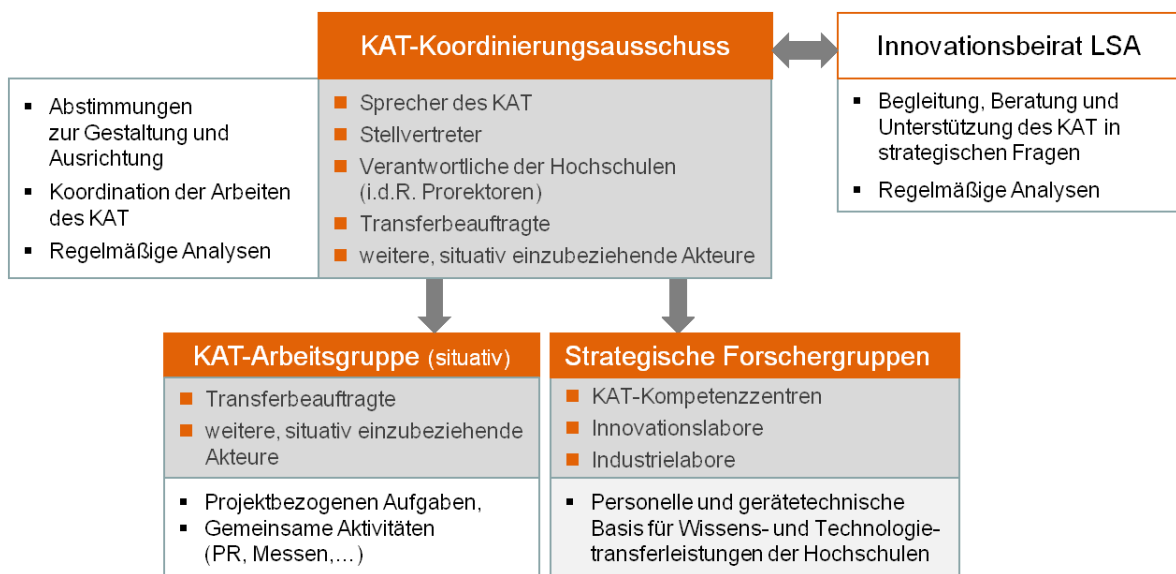 KAT-Koordinierungsausschuss
Innovationsbeirat LSA
Abstimmungen
zur Gestaltung und
Ausrichtung
Koordination der Arbeiten
des KAT
Regelmäßige Analysen
Sprecher des KAT
Stellvertreter
Verantwortliche der Hochschulen
(i.d.R. Prorektoren)
Transferbeauftragte
weitere, situativ einzubeziehende Akteure
Begleitung, Beratung und
Unterstützung des KAT in
strategischen Fragen
Regelmäßige Analysen
KAT-Arbeitsgruppe (situativ)
Transferbeauftragte
weitere, situativ einzubeziehende
Akteure
Projektbezogenen Aufgaben,
Gemeinsame Aktivitäten
(PR, Messen,…)
Strategische Forschergruppen
KAT-Kompetenzzentren
Innovationslabore
Industrielabore
Personelle und gerätetechnische
Basis für Wissens- und Technologie-
transferleistungen der Hochschulen